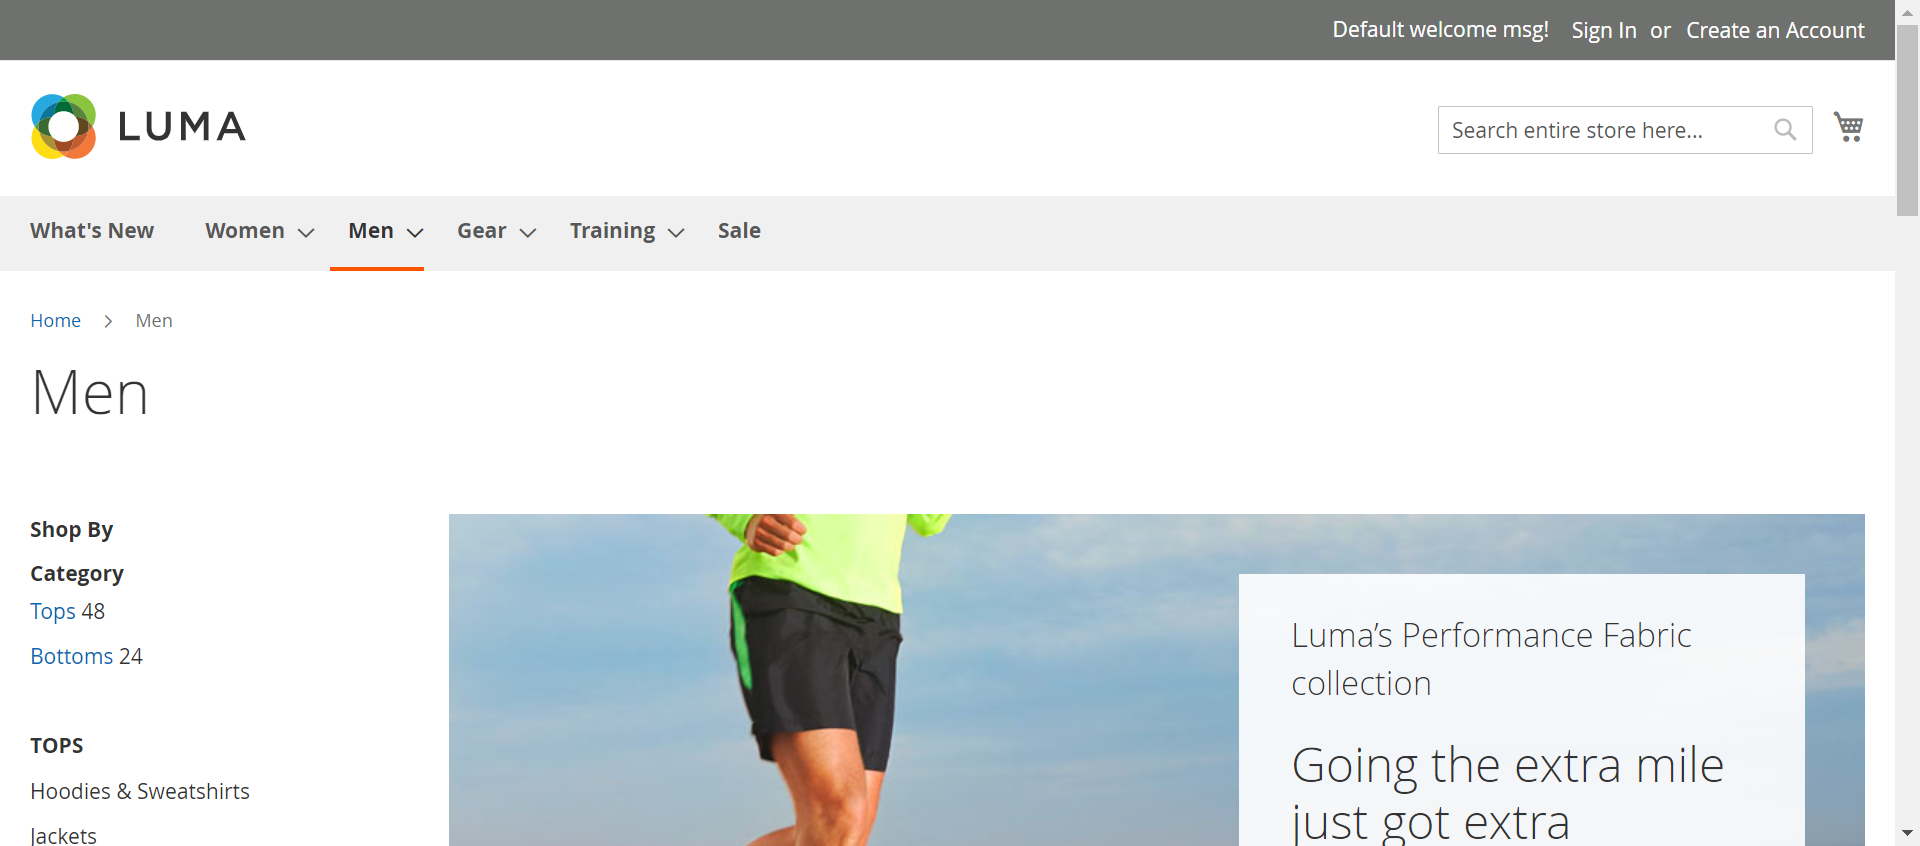 Default welcome msg! Sign In or Create an Account
LUMA
Search entire store here...
What's New Women Men Gear Training Sale
Home Men
Men
Shop By
Category
Tops 48
Bottoms 24
TOPS
Hoodies & Sweatshirts
Jackets
Luma’s Performance Fabric
collection
Going the extra mile
just got extra